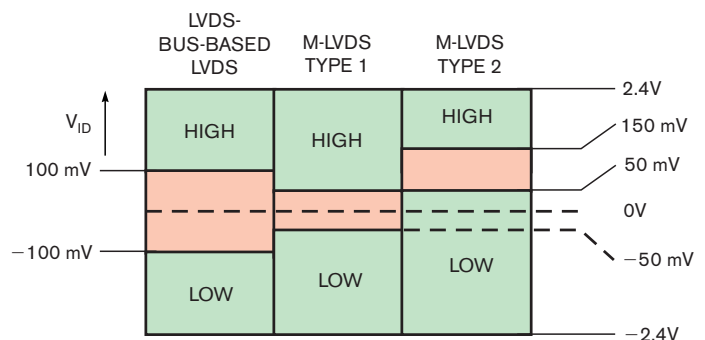 LVDS-
BUS-BASED
LVDS
M-LVDS
TYPE 1
M-LVDS
TYPE 2
VID
HIGH
HIGH
HIGH
2.4V
150 mV
100 mV
50 mV
0V
−100 mV
−50 mV
LOW
LOW
LOW
−2.4V